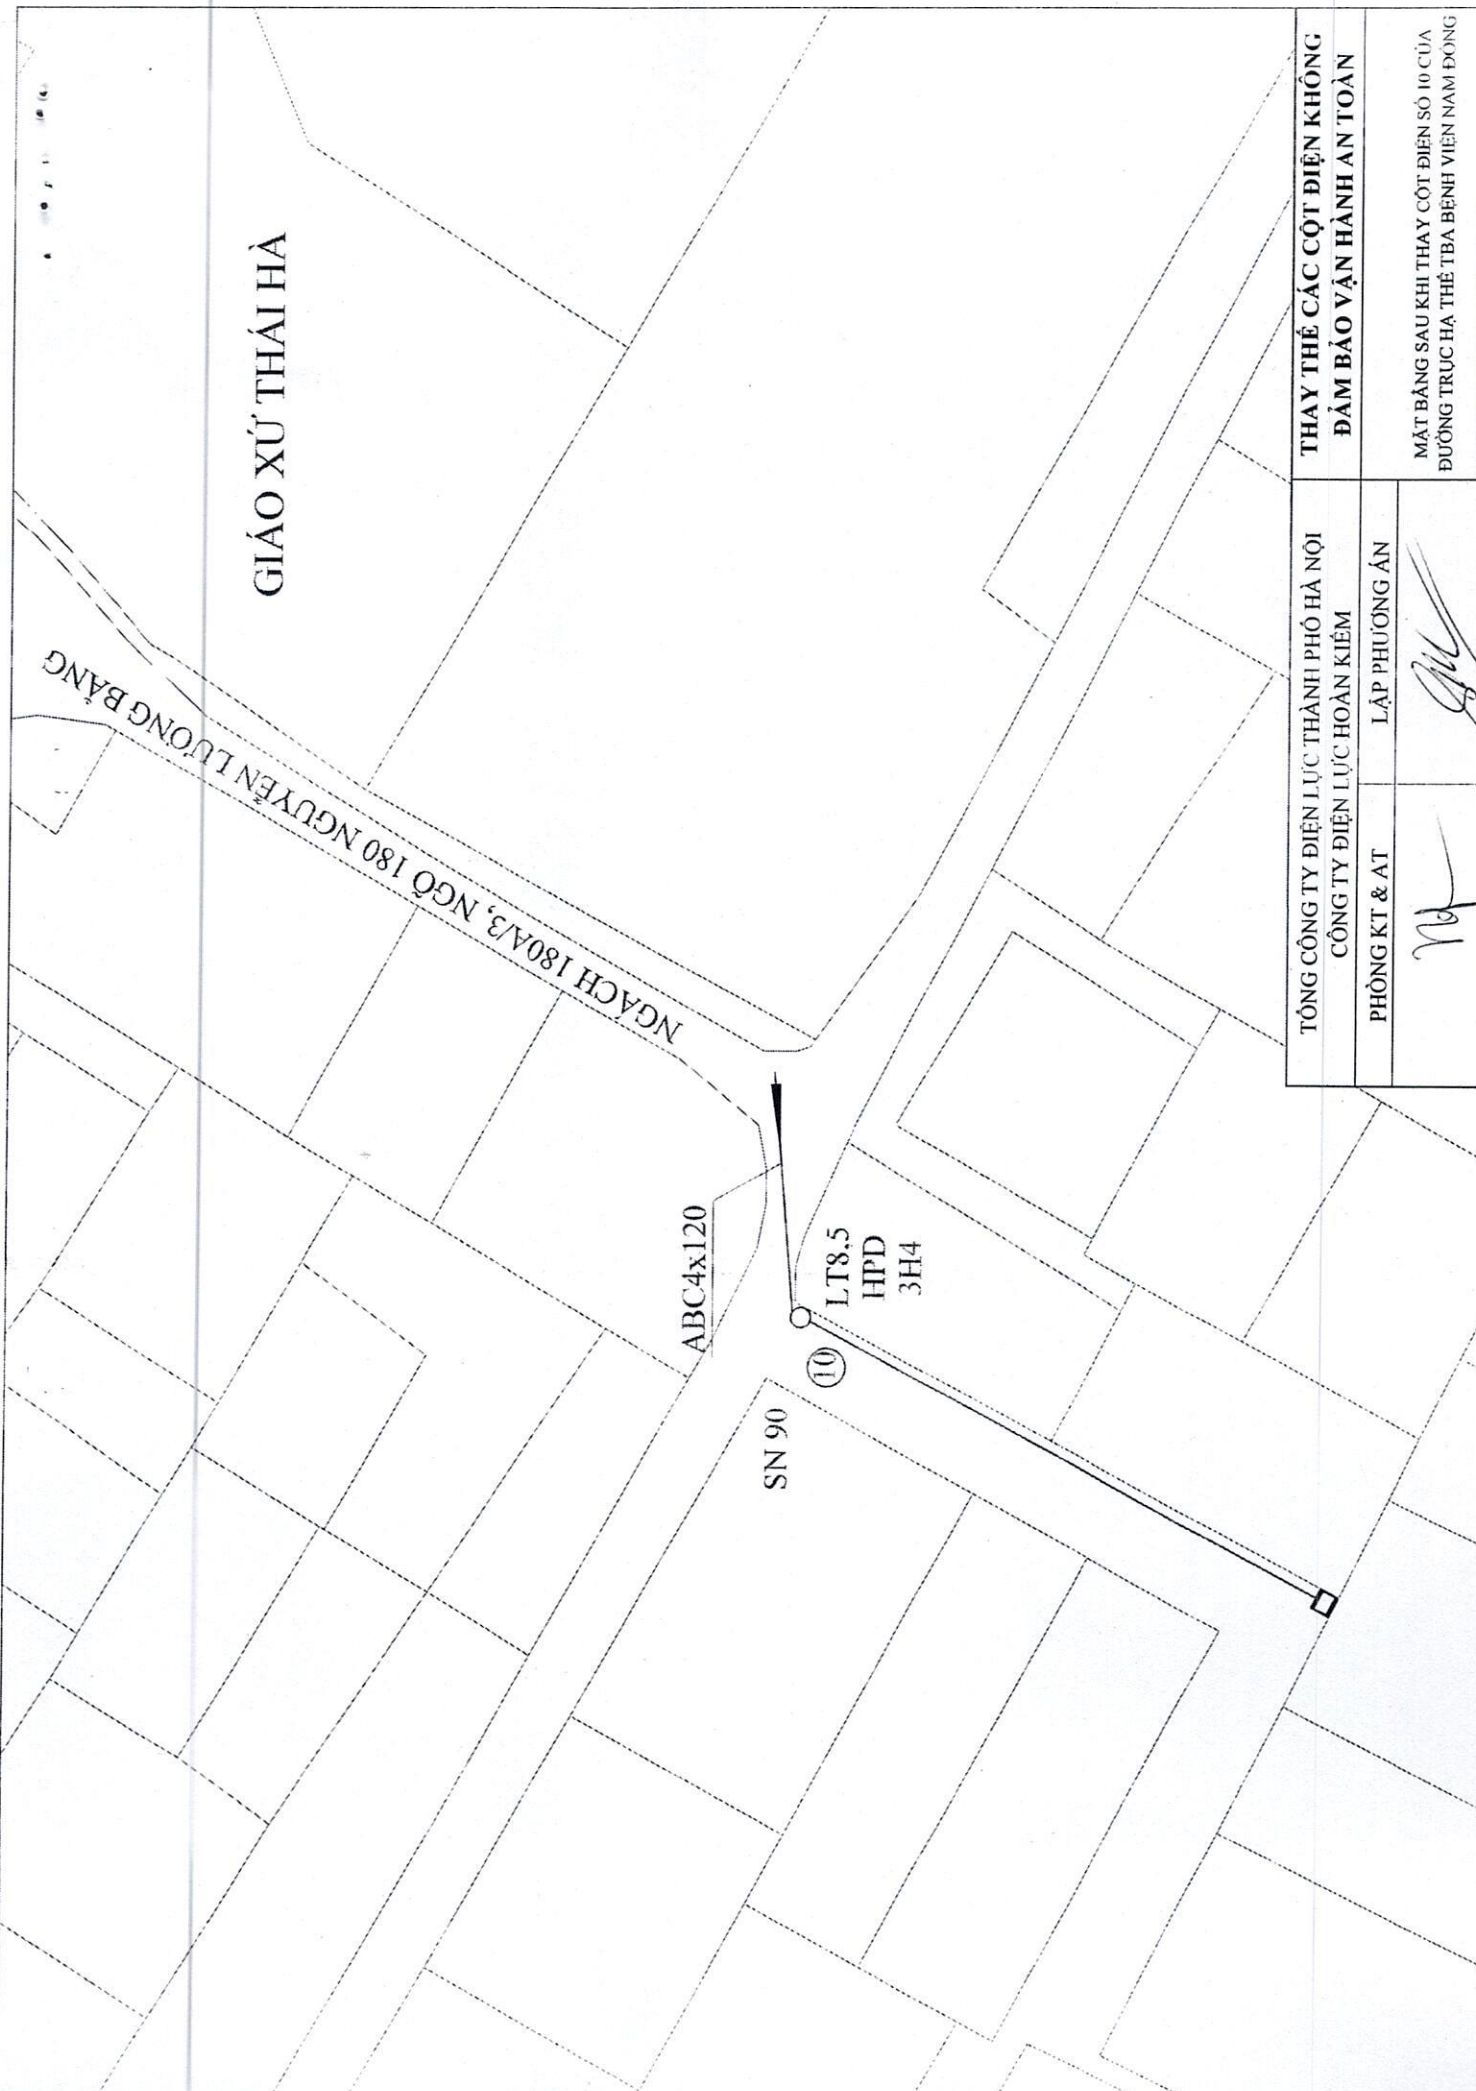 GIÁO XỨ THÁI HÀ
NGÁCH 180A/3, NGÕ 180 NGUYỄN LƯƠNG BẰNG
ABC4x120
LT8.5
HPD
3H4
10
SN 90
TỔNG CÔNG TY ĐIỆN LỰC THÀNH PHỐ HÀ NỘI
CÔNG TY ĐIỆN LỰC HOÀN KIẾM
PHÒNG KT & AT
LẬP PHƯƠNG ÁN
THAY THẾ CÁC CỘT ĐIỆN KHÔNG
ĐẢM BẢO VẬN HÀNH AN TOÀN
MẶT BẰNG SAU KHI THAY CỘT ĐIỆN SỐ 10 CỦA
ĐƯỜNG TRỤC HẠ THẾ TBA BỆNH VIỆN NAM ĐỒNG